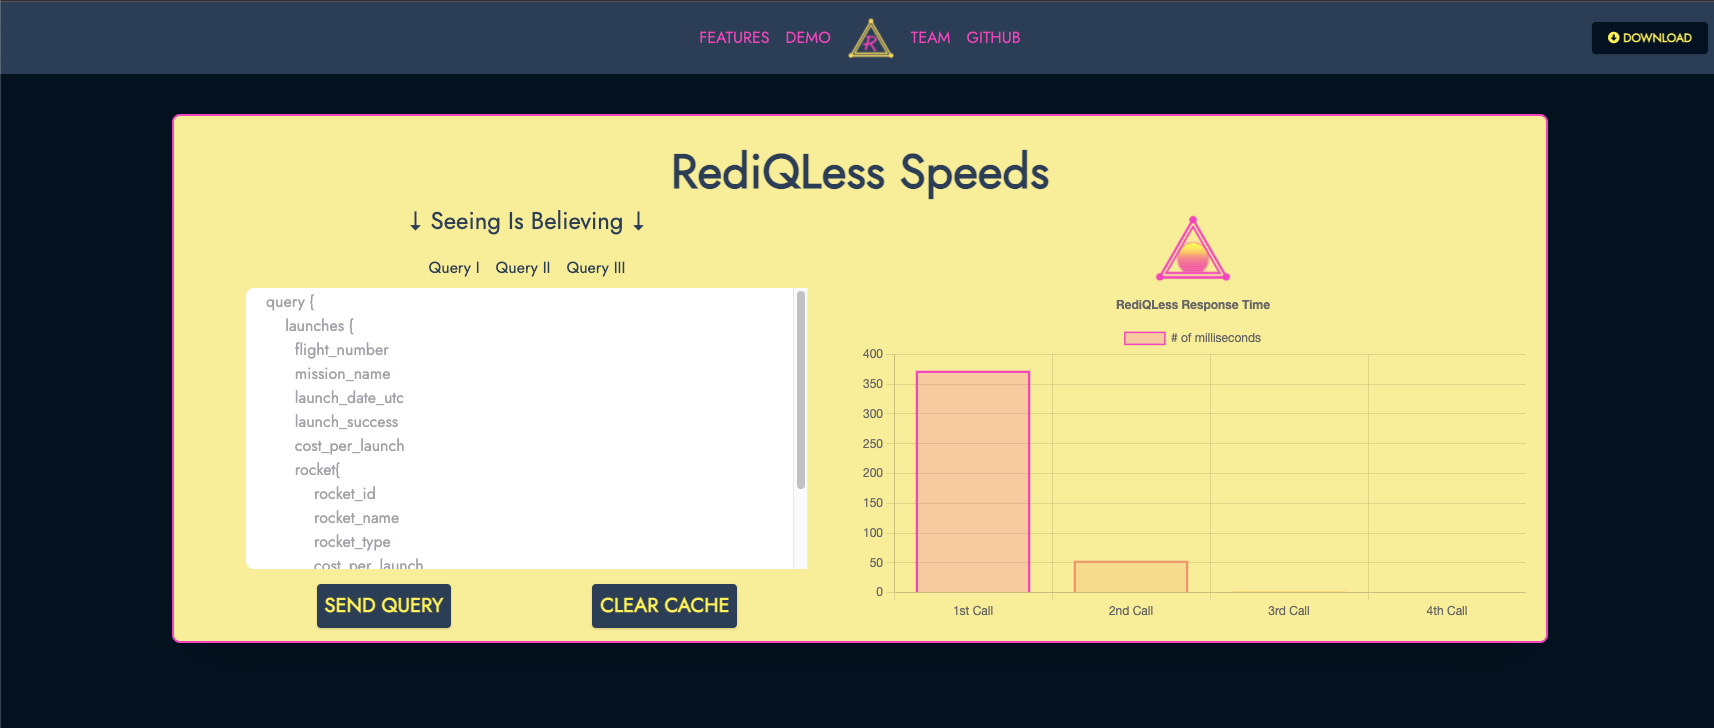 FEATURES DEMO R TEAM GITHUB
DOWNLOAD
RediQLess Speeds
↓ Seeing Is Believing ↓
Query I Query II Query III
query {
launches {
flight_number
mission_name
launch_date_utc
launch_success
cost_per_launch
rocket{
rocket_id
rocket_name
rocket_type
cost_per_launch
SEND QUERY CLEAR CACHE
RediQLess Response Time
# of milliseconds
400
350
300
250
200
150
100
50
0
1st Call 2nd Call 3rd Call 4th Call